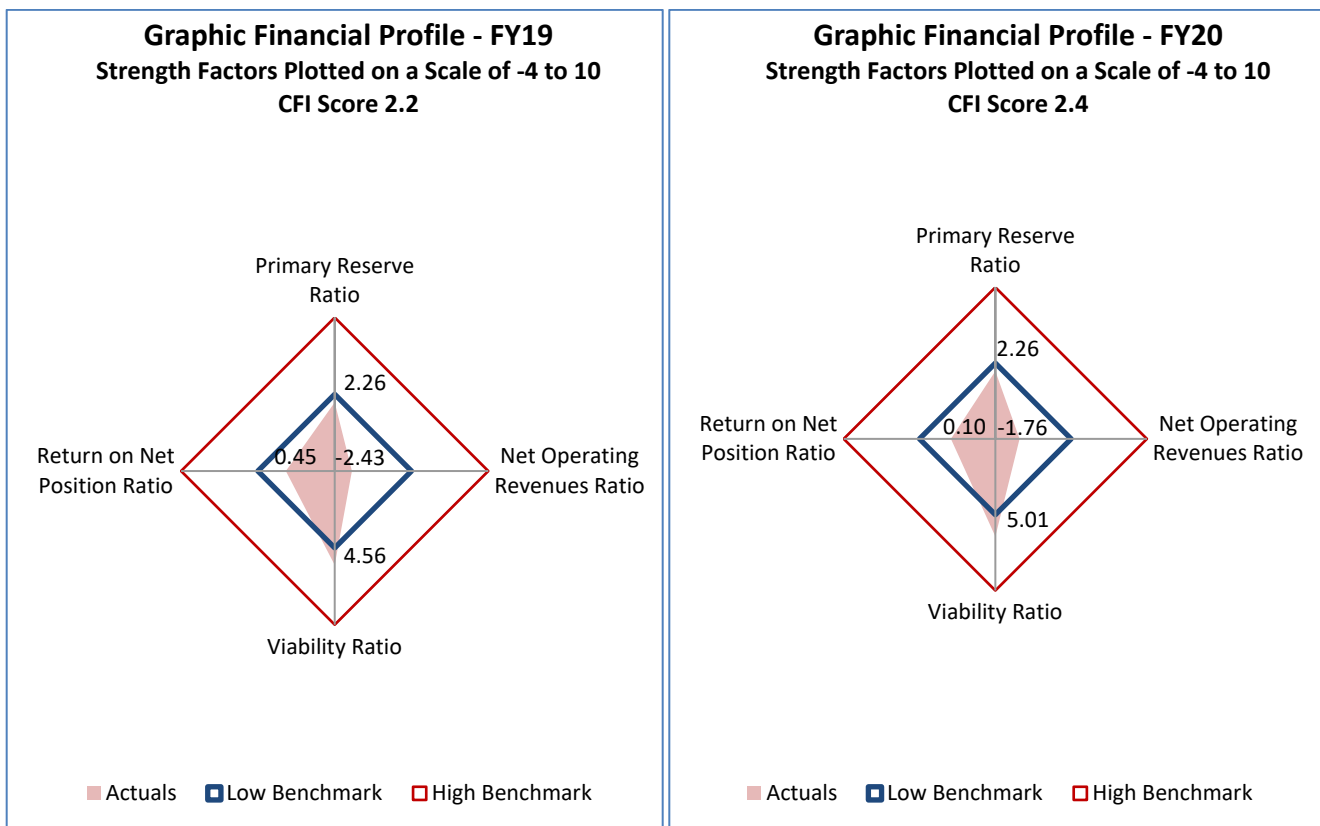 Graphic Financial Profile - FY19
Strength Factors Plotted on a Scale of -4 to 10
CFI Score 2.2
Primary Reserve
Ratio
2.26
Return on Net
Position Ratio
0.45
-2.43
Net Operating
Revenues Ratio
4.56
Viability Ratio
Actuals
Low Benchmark
High Benchmark
Graphic Financial Profile - FY20
Strength Factors Plotted on a Scale of -4 to 10
CFI Score 2.4
Primary Reserve
Ratio
2.26
Return on Net
Position Ratio
0.10
-1.76
Net Operating
Revenues Ratio
5.01
Viability Ratio
Actuals
Low Benchmark
High Benchmark